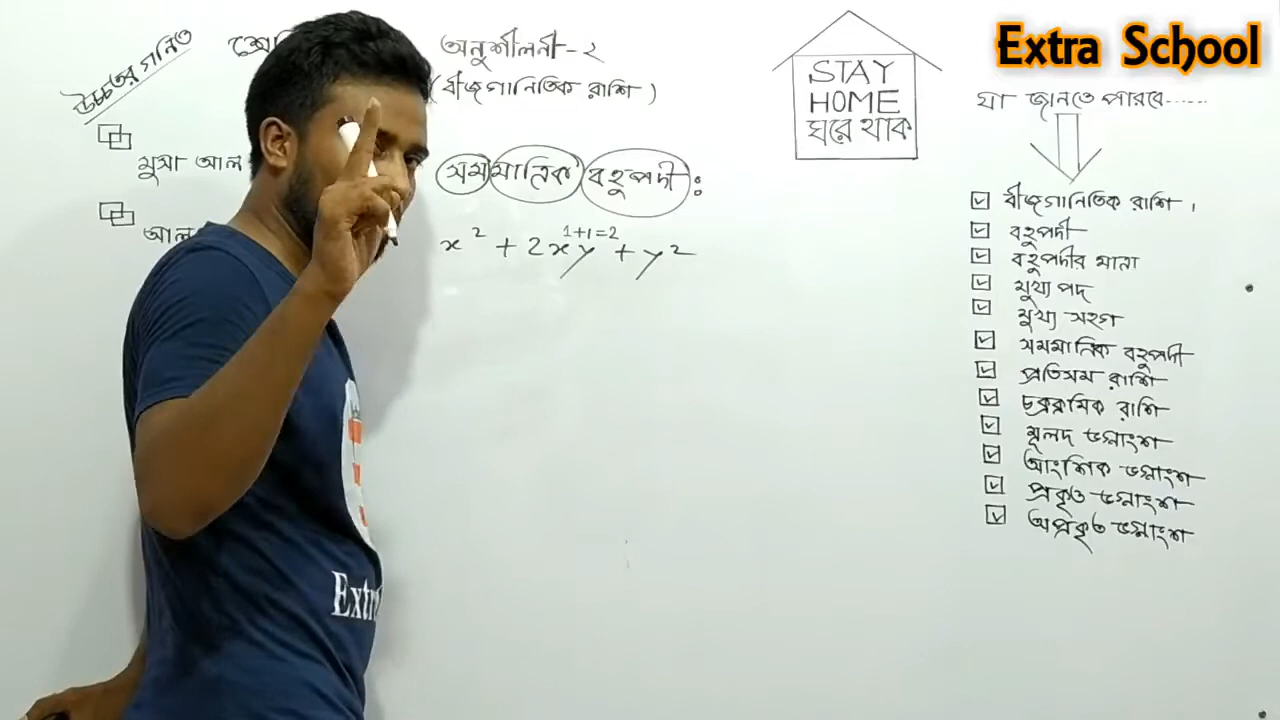 উচ্চতর গনিত
অনুশীলনী-২
(বীজগানিতিক রাশি)
মুসা আল
আল
সমমাত্রিক বহুপদী :
1+1=2
x² + 2xy + y²
STAY
HOME
ঘরে থাক
Extra School
যা জানতে পারবে......
বীজগানিতিক রাশি।
বহুপদী
বহুপদীর মাত্রা
মুখ্য পদ
মুখ্য সহগ
সমমাত্রিক বহুপদী
প্রতিসম রাশি
চক্রক্রমিক রাশি
মূলদ ভগ্নাংশ
আংশিক ভগ্নাংশ
প্রকৃত ভগ্নাংশ
অপ্রকৃত ভগ্নাংশ
Extra